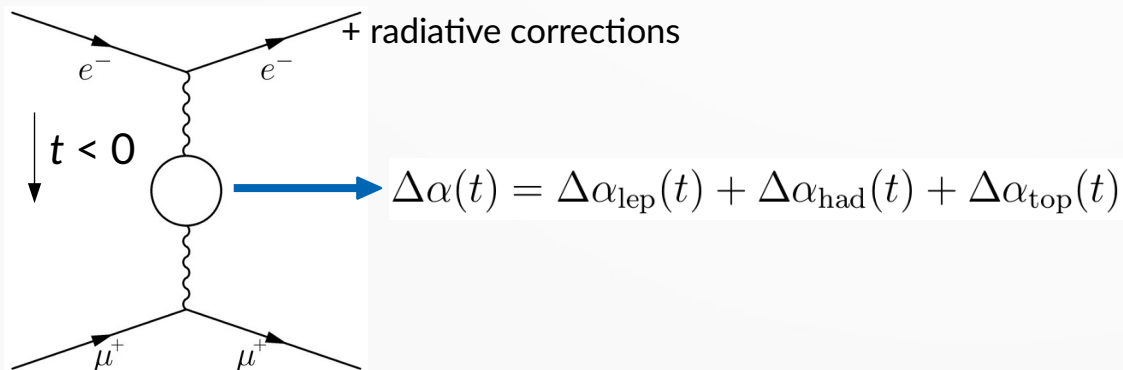 + radiative corrections
e⁻ e⁻
t < 0
Δα(t) = Δα_lep(t) + Δα_had(t) + Δα_top(t)
μ⁺ μ⁺